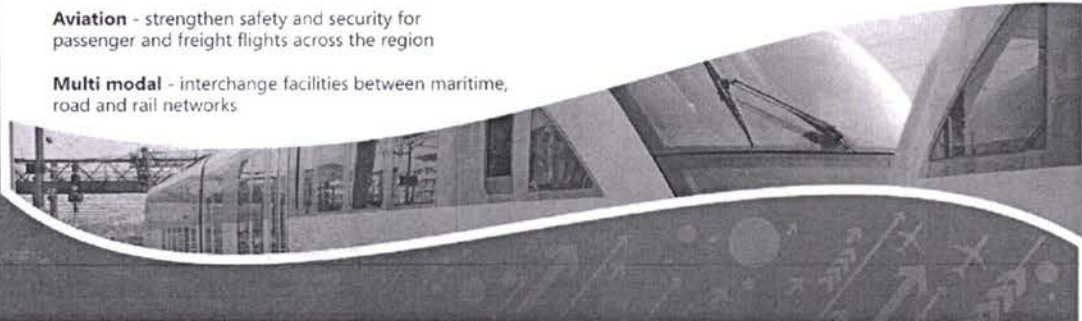 Aviation - strengthen safety and security for
passenger and freight flights across the region
Multi modal - interchange facilities between maritime,
road and rail networks